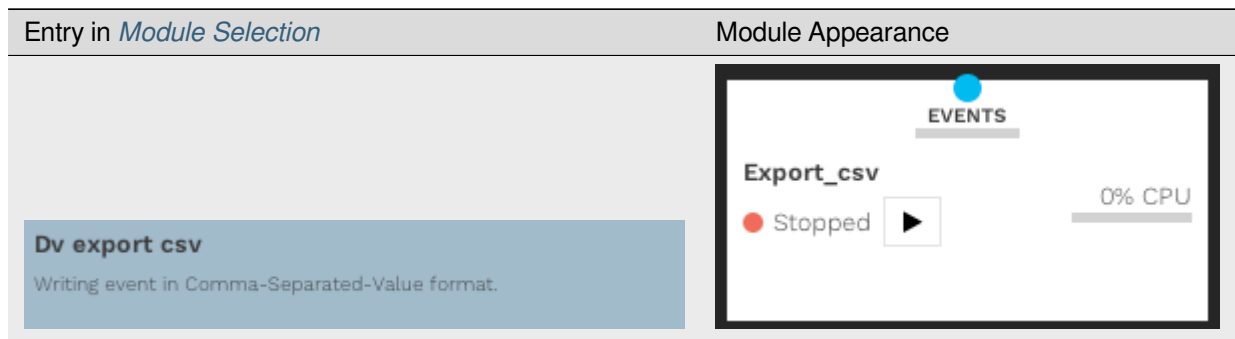 Entry in Module Selection
Module Appearance
EVENTS
Export_csv
0% CPU
Stopped
Dv export csv
Writing event in Comma-Separated-Value format.